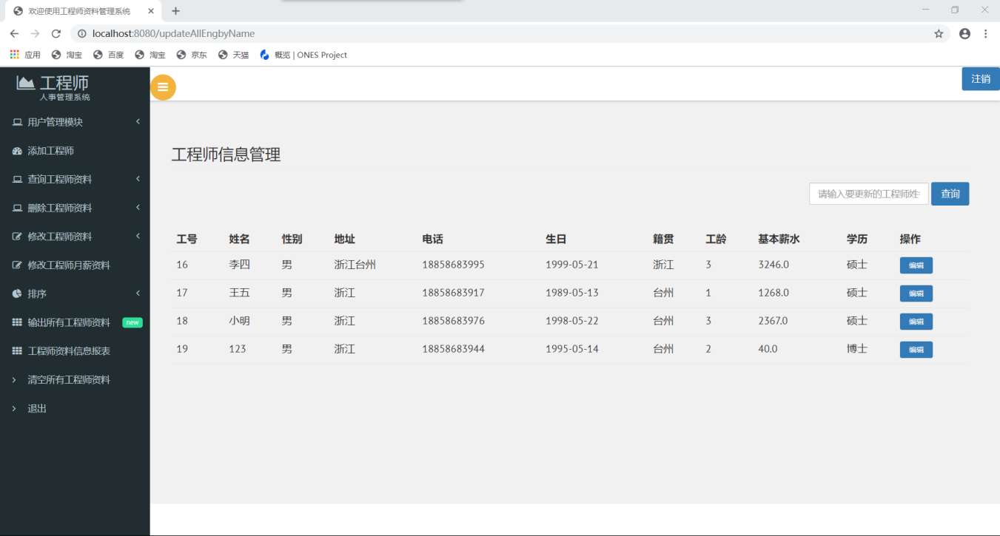 欢迎使用工程师资料管理系统
localhost:8080/updateAllEngbyName
应用 淘宝 百度 淘宝 京东 天猫 概览 | ONES Project
工程师
人事管理系统
注销
用户管理模块
添加工程师
查询工程师资料
删除工程师资料
修改工程师资料
修改工程师月薪资料
排序
输出所有工程师资料 new
工程师资料信息报表
清空所有工程师资料
退出
工程师信息管理
请输入要更新的工程师姓 查询
工号 姓名 性别 地址 电话 生日 籍贯 工龄 基本薪水 学历 操作
16 李四 男 浙江台州 18858683995 1999-05-21 浙江 3 3246.0 硕士 编辑
17 王五 男 浙江 18858683917 1989-05-13 台州 1 1268.0 硕士 编辑
18 小明 男 浙江 18858683976 1998-05-22 台州 3 2367.0 硕士 编辑
19 123 男 浙江 18858683944 1995-05-14 台州 2 40.0 博士 编辑